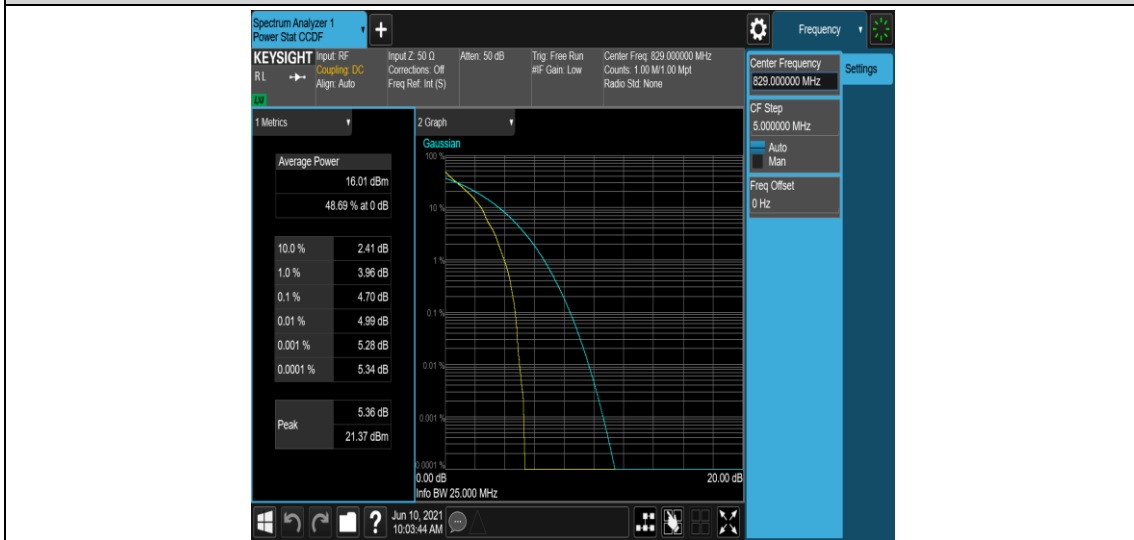 Spectrum Analyzer 1
Power Stat CCDF
Frequency
KEYSIGHT
RL
LXI
Input: RF
Coupling: DC
Align: Auto
Input Z: 50 Ω
Corrections: Off
Freq Ref: Int (S)
Atten: 50 dB
Trig: Free Run
#IF Gain: Low
Center Freq: 829.000000 MHz
Counts: 1.00 M/1.00 Mpt
Radio Std: None
Center Frequency
829.000000 MHz
Settings
CF Step
5.000000 MHz
Auto
Man
Freq Offset
0 Hz
1 Metrics
Average Power
16.01 dBm
48.69 % at 0 dB
10.0 % 2.41 dB
1.0 % 3.96 dB
0.1 % 4.70 dB
0.01 % 4.99 dB
0.001 % 5.28 dB
0.0001 % 5.34 dB
Peak
5.36 dB
21.37 dBm
2 Graph
Gaussian
100 %
10 %
1 %
0.1 %
0.01 %
0.001 %
0.0001 %
0.00 dB
20.00 dB
Info BW 25.000 MHz
?
Jun 10, 2021
10:03:44 AM